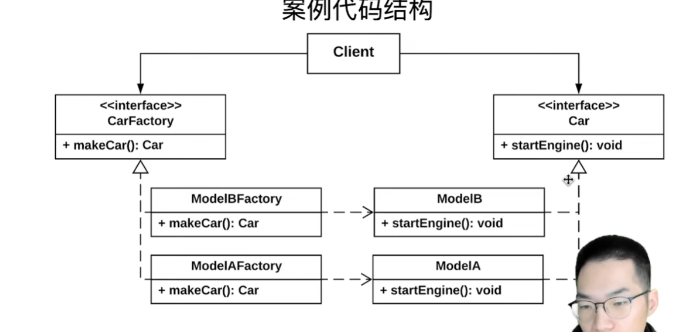 案例代码结构
Client
<<interface>>
CarFactory
+ makeCar(): Car
<<interface>>
Car
+ startEngine(): void
ModelBFactory
+ makeCar(): Car
ModelB
+ startEngine(): void
ModelAFactory
+ makeCar(): Car
ModelA
+ startEngine(): void